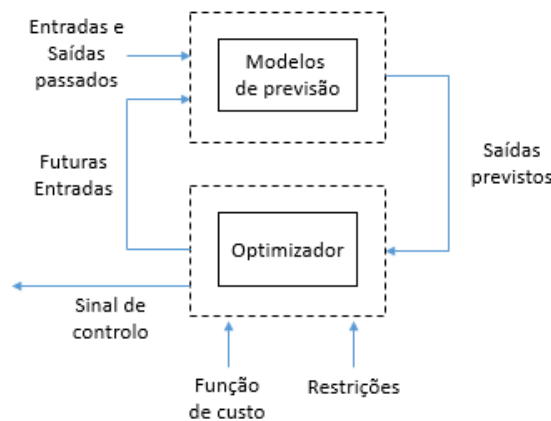 Entradas e
Saídas
passados
Modelos
de previsão
Futuras
Entradas
Saídas
previstos
Optimizador
Sinal de
controlo
Função
de custo
Restrições